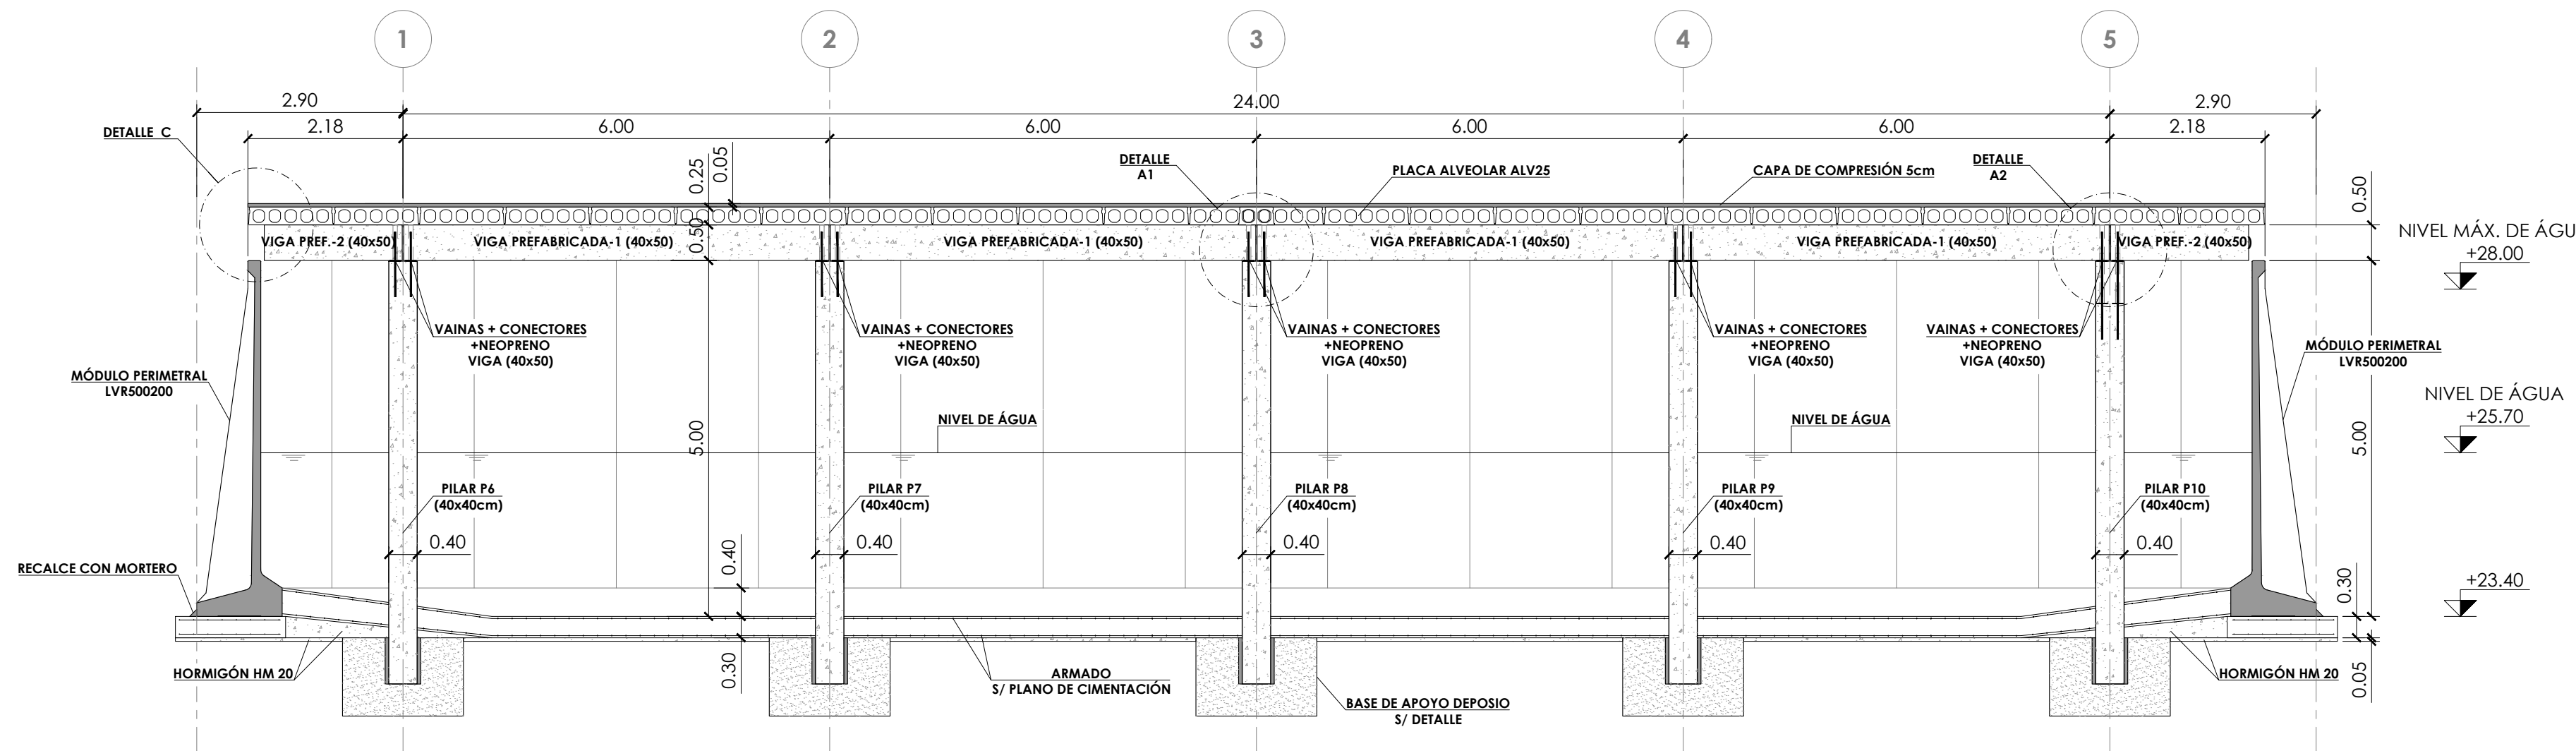 1
2
3
4
5
2.90
24.00
2.90
2.18
6.00
6.00
6.00
6.00
2.18
DETALLE C
0.25
0.05
DETALLE
A1
PLACA ALVEOLAR ALV25
CAPA DE COMPRESIÓN 5cm
DETALLE
A2
0.50
VIGA PREF.-2 (40x50)
VIGA PREFABRICADA-1 (40x50)
0.50
VIGA PREFABRICADA-1 (40x50)
VIGA PREFABRICADA-1 (40x50)
VIGA PREFABRICADA-1 (40x50)
VIGA PREF.-2 (40x50)
NIVEL MÁX. DE ÁGU
+28.00
VAINAS + CONECTORES
+NEOPRENO
VIGA (40x50)
VAINAS + CONECTORES
+NEOPRENO
VIGA (40x50)
VAINAS + CONECTORES
+NEOPRENO
VIGA (40x50)
VAINAS + CONECTORES
+NEOPRENO
VIGA (40x50)
VAINAS + CONECTORES
+NEOPRENO
VIGA (40x50)
MÓDULO PERIMETRAL
LVR500200
MÓDULO PERIMETRAL
LVR500200
NIVEL DE ÁGUA
+25.70
5.00
NIVEL DE ÁGUA
NIVEL DE ÁGUA
5.00
PILAR P6
(40x40cm)
PILAR P7
(40x40cm)
PILAR P8
(40x40cm)
PILAR P9
(40x40cm)
PILAR P10
(40x40cm)
0.40
0.40
0.40
0.40
0.40
0.40
RECALCE CON MORTERO
0.30
+23.40
HORMIGÓN HM 20
0.30
ARMADO
S/ PLANO DE CIMENTACIÓN
BASE DE APOYO DEPOSIO
S/ DETALLE
HORMIGÓN HM 20
0.05